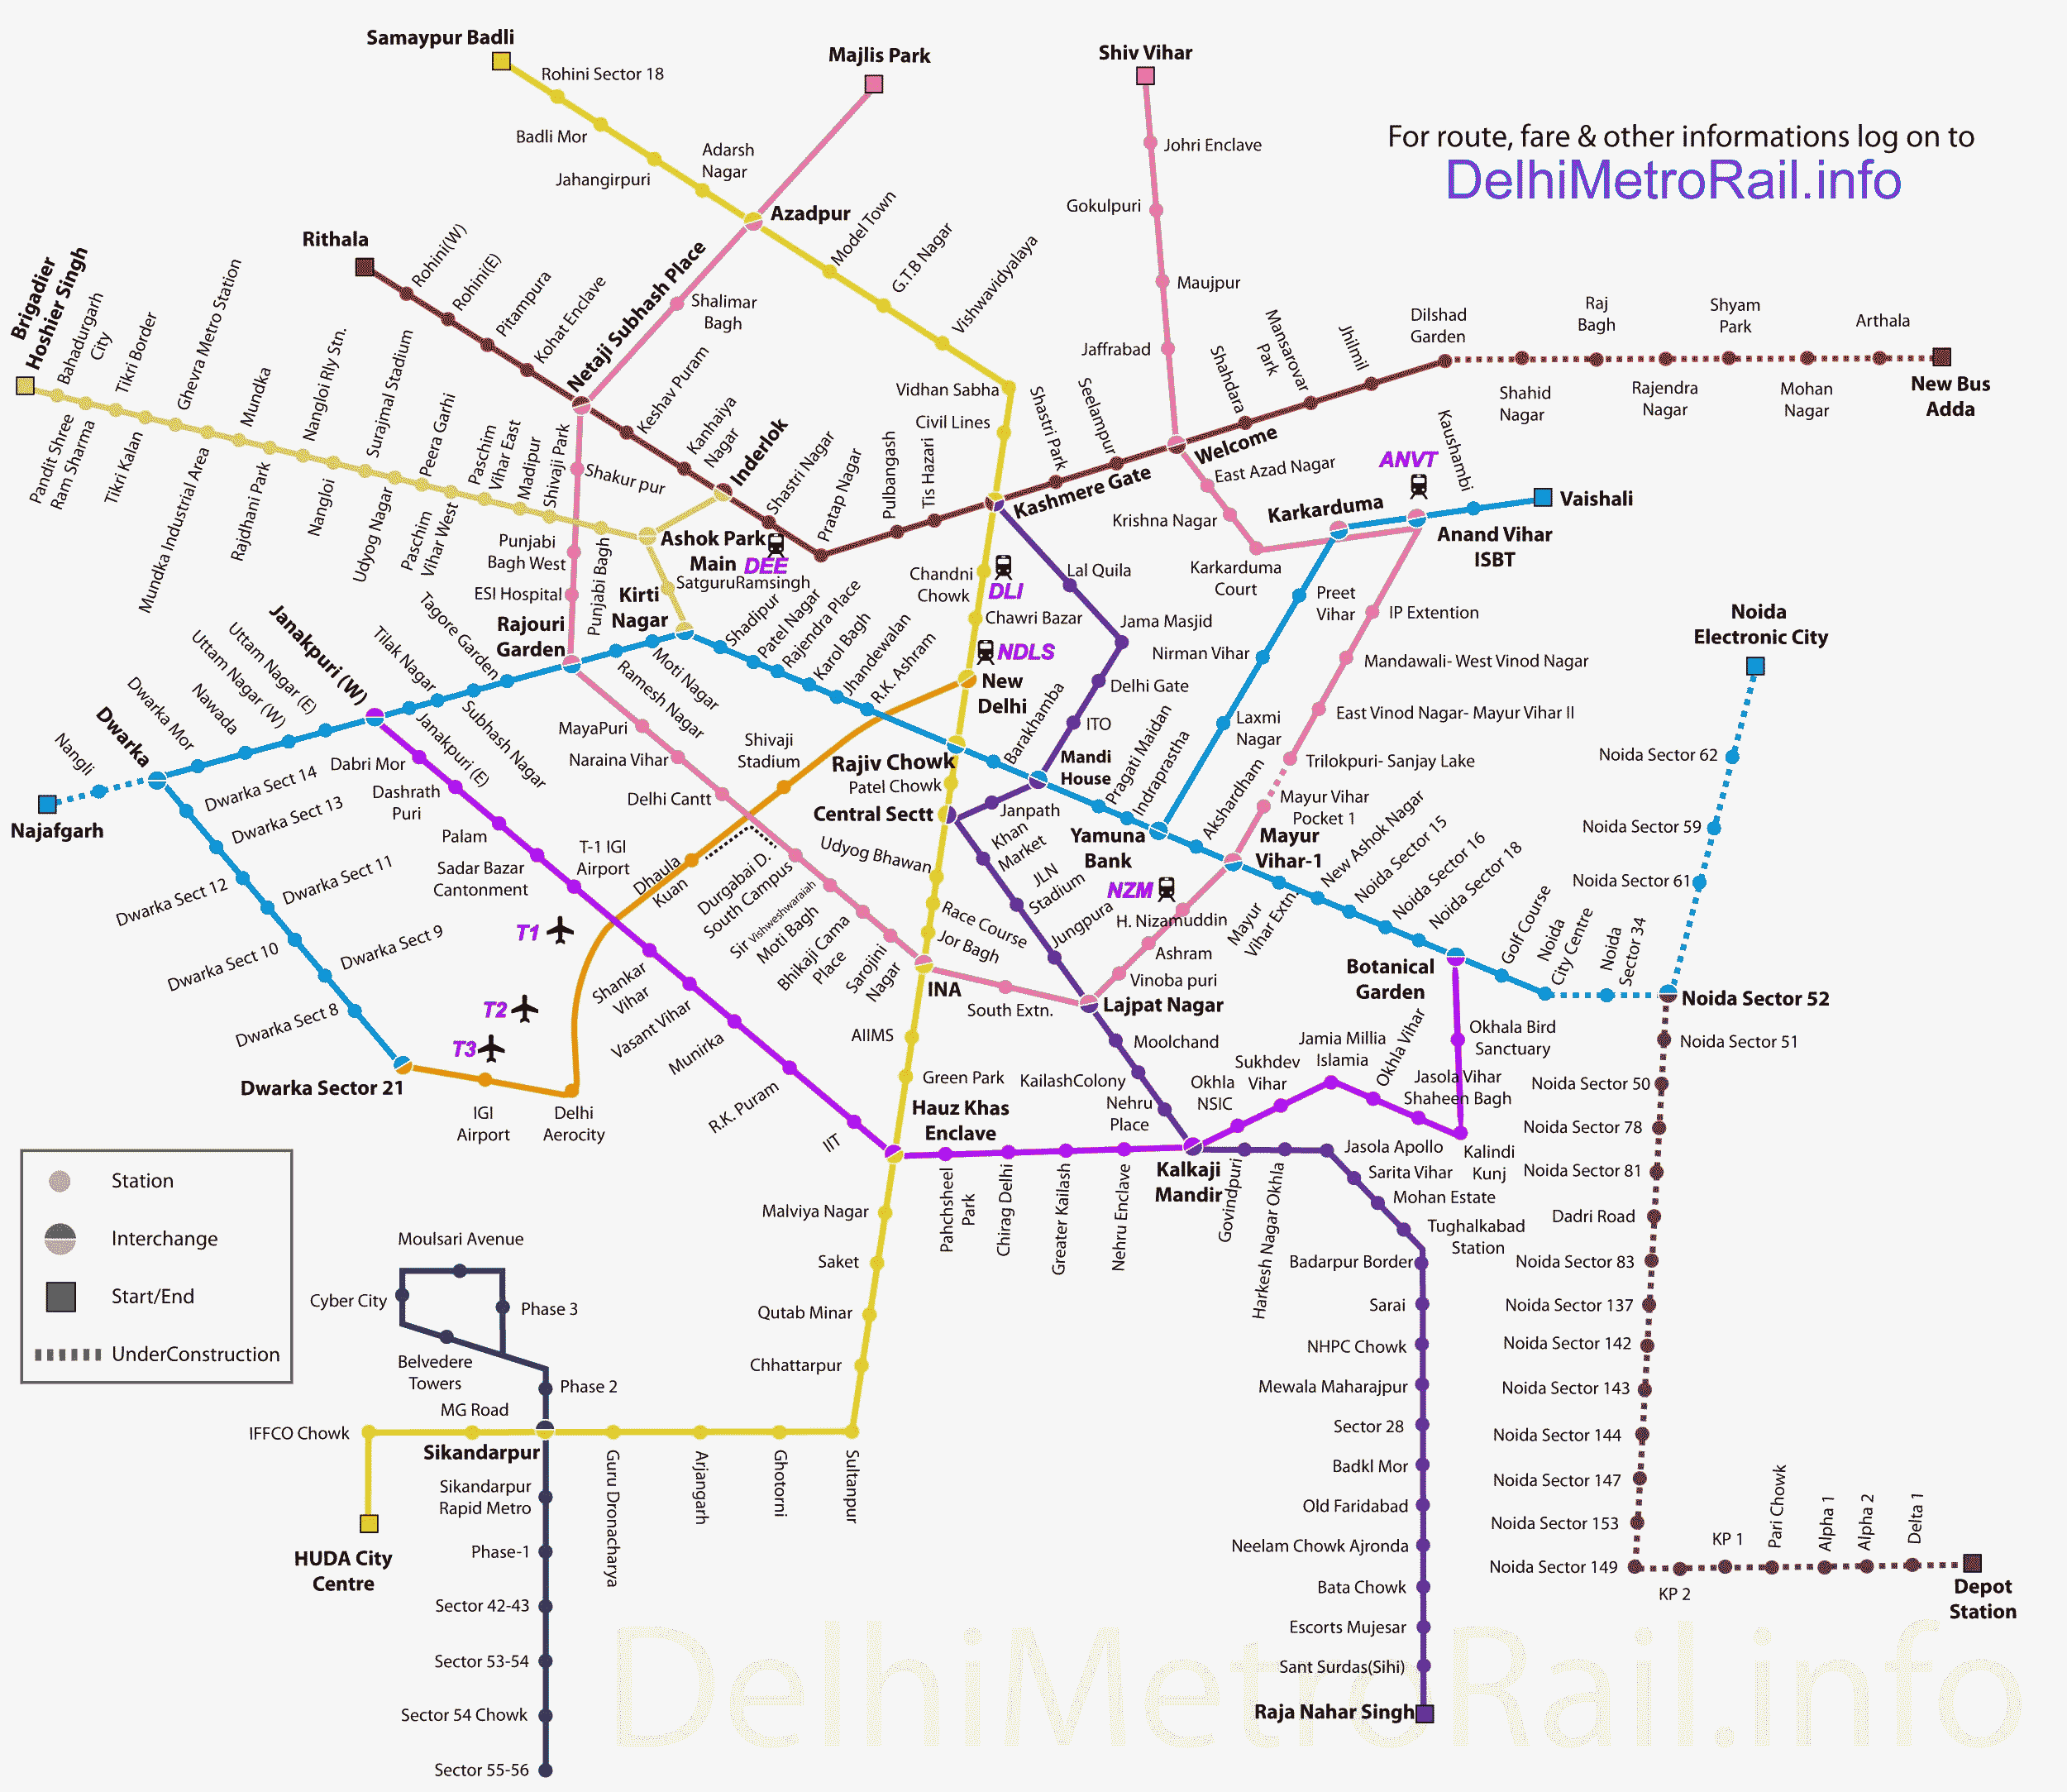 Samaypur Badli
Rohini Sector 18
Badli Mor
Jahangirpuri
Adarsh
Nagar
Majlis Park
Shiv Vihar
For route, fare & other informations log on to
DelhiMetroRail.info
Johri Enclave
Gokulpuri
Maujpur
Jaffrabad
Azadpur
Model Town
G.T.B Nagar
Vishwavidyalaya
Vidhan Sabha
Civil Lines
Shalimar
Bagh
Netaji Subhash Place
Rithala
Rohini(W)
Rohini(E)
Pitampura
Kohat Enclave
Keshav Puram
Kanhaiya
Nagar
Inderlok
Shastri Nagar
Pratap Nagar
Pulbangash
Tis Hazari
Kashmere Gate
Shastri Park
Seelampur
Welcome
Shahdara
Mansarovar
Park
Jhilmil
Dilshad
Garden
Shahid
Nagar
Raj
Bagh
Rajendra
Nagar
Shyam
Park
Mohan
Nagar
Arthala
New Bus
Adda
Brigadier
Hoshier Singh
Bahadurgarh
City
Pandit Shree
Ram Sharma
Tikri Border
Tikri Kalan
Ghevra Metro Station
Mundka Industrial Area
Mundka
Rajdhani Park
Nangloi Rly Stn.
Nangloi
Surajmal Stadium
Udyog Nagar
Peera Garhi
Paschim
Vihar West
Paschim
Vihar East
Madipur
Shivaji Park
Shakur pur
Punjabi
Bagh West
Punjabi Bagh
ESI Hospital
Ashok Park
Main
DEE
SatguruRamsingh
Kirti
Nagar
Rajouri
Garden
East Azad Nagar
Krishna Nagar
Karkarduma
Court
Karkarduma
ANVT
Kaushambi
Vaishali
Anand Vihar
ISBT
Preet
Vihar
Nirman Vihar
Laxmi
Nagar
IP Extention
Mandawali- West Vinod Nagar
East Vinod Nagar- Mayur Vihar II
Trilokpuri- Sanjay Lake
Mayur Vihar
Pocket 1
Mayur
Vihar-1
Chandni
Chowk
DLI
Chawri Bazar
NDLS
New
Delhi
Lal Quila
Jama Masjid
Delhi Gate
ITO
Mandi
House
Janpath
Central Sectt
Patel Chowk
Rajiv Chowk
Barakhamba
Pragati Maidan
Indraprastha
Yamuna
Bank
Akshardham
Shadipur
Patel Nagar
Rajendra Place
Karol Bagh
Jhandewalan
R.K. Ashram
Moti Nagar
Ramesh Nagar
Tagore Garden
Subhash Nagar
Tilak Nagar
Janakpuri (E)
Janakpuri (W)
Uttam Nagar (E)
Uttam Nagar (W)
Nawada
Dwarka Mor
Dwarka
Nangli
Najafgarh
Dwarka Sect 14
Dwarka Sect 13
Dwarka Sect 12
Dwarka Sect 11
Dwarka Sect 10
Dwarka Sect 9
Dwarka Sect 8
Dwarka Sector 21
IGI
Airport
Delhi
Aerocity
T1
T2
T3
Dhaula
Kuan
Shivaji
Stadium
MayaPuri
Naraina Vihar
Delhi Cantt
Durgabai D.
South Campus
Sir Vishweshwaraiah
Moti Bagh
Bhikaji Cama
Place
Sarojini
Nagar
INA
South Extn.
Lajpat Nagar
Vinoba puri
Ashram
H. Nizamuddin
NZM
Dabri Mor
Dashrath
Puri
Palam
Sadar Bazar
Cantonment
T-1 IGI
Airport
Shankar
Vihar
Vasant Vihar
Munirka
R.K. Puram
IIT
Hauz Khas
Enclave
Pahchsheel
Park
Chirag Delhi
Greater Kailash
Nehru Enclave
Kalkaji
Mandir
Okhla
NSIC
Sukhdev
Vihar
Jamia Millia
Islamia
Okhla Vihar
Jasola Vihar
Shaheen Bagh
Kalindi
Kunj
Okhala Bird
Sanctuary
Botanical
Garden
Udyog Bhawan
Race Course
Jor Bagh
AIIMS
Green Park
Malviya Nagar
Saket
Qutab Minar
Chhattarpur
Sultanpur
Ghotorni
Arjangarh
Guru Dronacharya
Sikandarpur
MG Road
IFFCO Chowk
HUDA City
Centre
Khan
Market
JLN
Stadium
Jungpura
Moolchand
KailashColony
Nehru
Place
Govindpuri
Harkesh Nagar Okhla
Jasola Apollo
Sarita Vihar
Mohan Estate
Tughalkabad
Station
Badarpur Border
Sarai
NHPC Chowk
Mewala Maharajpur
Sector 28
Badkl Mor
Old Faridabad
Neelam Chowk Ajronda
Bata Chowk
Escorts Mujesar
Sant Surdas(Sihi)
Raja Nahar Singh
Mayur
Vihar Extn.
New Ashok Nagar
Noida Sector 15
Noida Sector 16
Noida Sector 18
Golf Course
Noida
City Centre
Noida
Sector 34
Noida Sector 52
Noida Sector 61
Noida Sector 59
Noida Sector 62
Noida
Electronic City
Noida Sector 51
Noida Sector 50
Noida Sector 78
Noida Sector 81
Dadri Road
Noida Sector 83
Noida Sector 137
Noida Sector 142
Noida Sector 143
Noida Sector 144
Noida Sector 147
Noida Sector 153
Noida Sector 149
KP 2
KP 1
Pari Chowk
Alpha 1
Alpha 2
Delta 1
Depot
Station
Station
Interchange
Start/End
UnderConstruction
Moulsari Avenue
Cyber City
Phase 3
Belvedere
Towers
Phase 2
Sikandarpur
Rapid Metro
Phase-1
Sector 42-43
Sector 53-54
Sector 54 Chowk
Sector 55-56
DelhiMetroRail.info